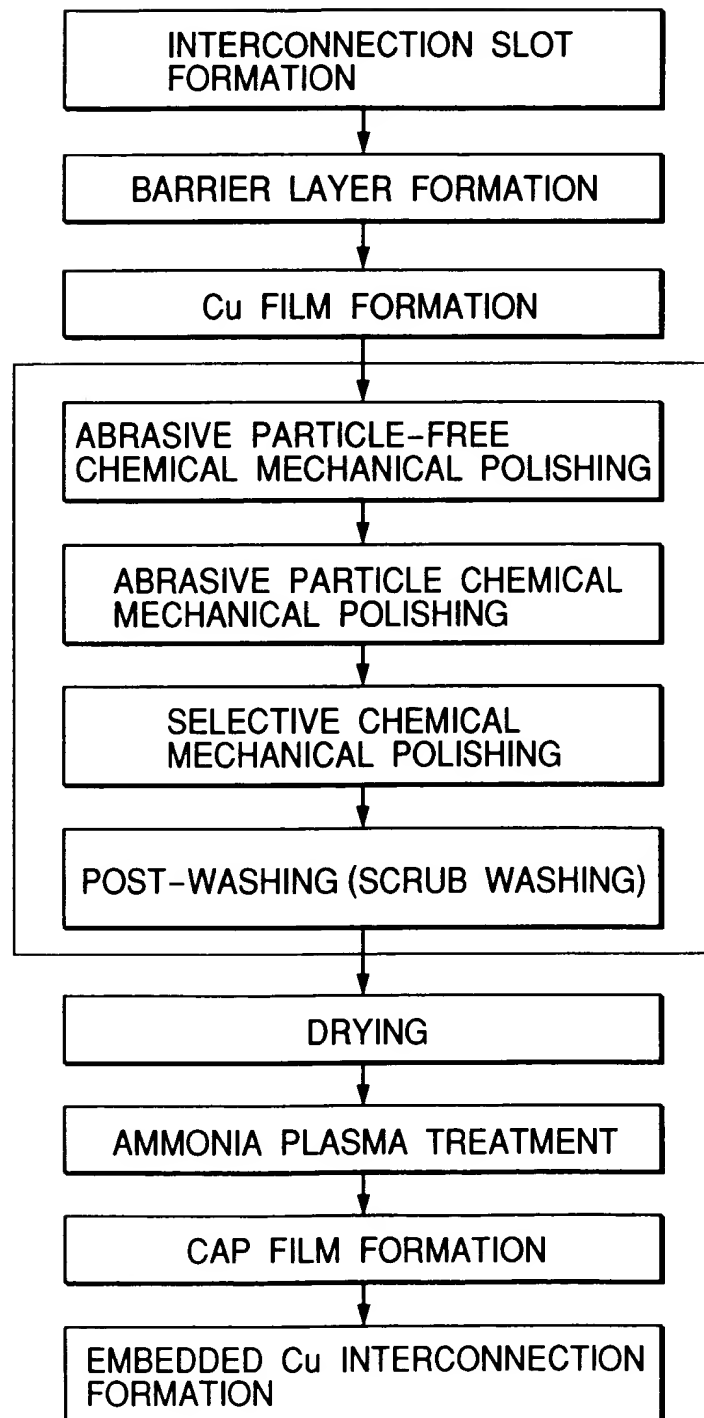 INTERCONNECTION SLOT
FORMATION
BARRIER LAYER FORMATION
Cu FILM FORMATION
ABRASIVE PARTICLE-FREE
CHEMICAL MECHANICAL POLISHING
ABRASIVE PARTICLE CHEMICAL
MECHANICAL POLISHING
SELECTIVE CHEMICAL
MECHANICAL POLISHING
POST-WASHING (SCRUB WASHING)
DRYING
AMMONIA PLASMA TREATMENT
CAP FILM FORMATION
EMBEDDED Cu INTERCONNECTION
FORMATION